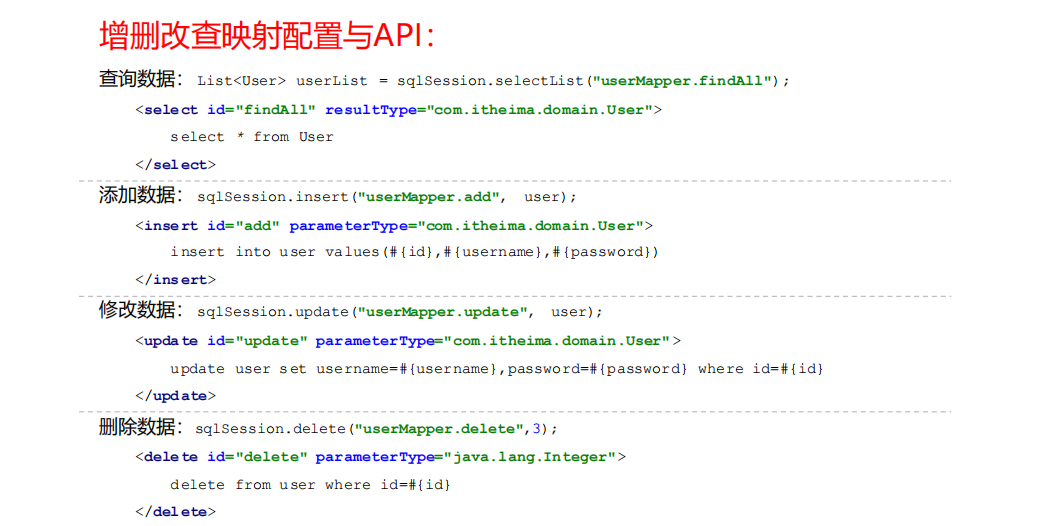 增删改查映射配置与API：
查询数据： List<User> userList = sqlSession.selectList("userMapper.findAll");
<select id="findAll" resultType="com.itheima.domain.User">
select * from User
</select>
添加数据： sqlSession.insert("userMapper.add", user);
<insert id="add" parameterType="com.itheima.domain.User">
insert into user values(#{id},#{username},#{password})
</insert>
修改数据： sqlSession.update("userMapper.update", user);
<update id="update" parameterType="com.itheima.domain.User">
update user set username=#{username},password=#{password} where id=#{id}
</update>
删除数据： sqlSession.delete("userMapper.delete",3);
<delete id="delete" parameterType="java.lang.Integer">
delete from user where id=#{id}
</delete>